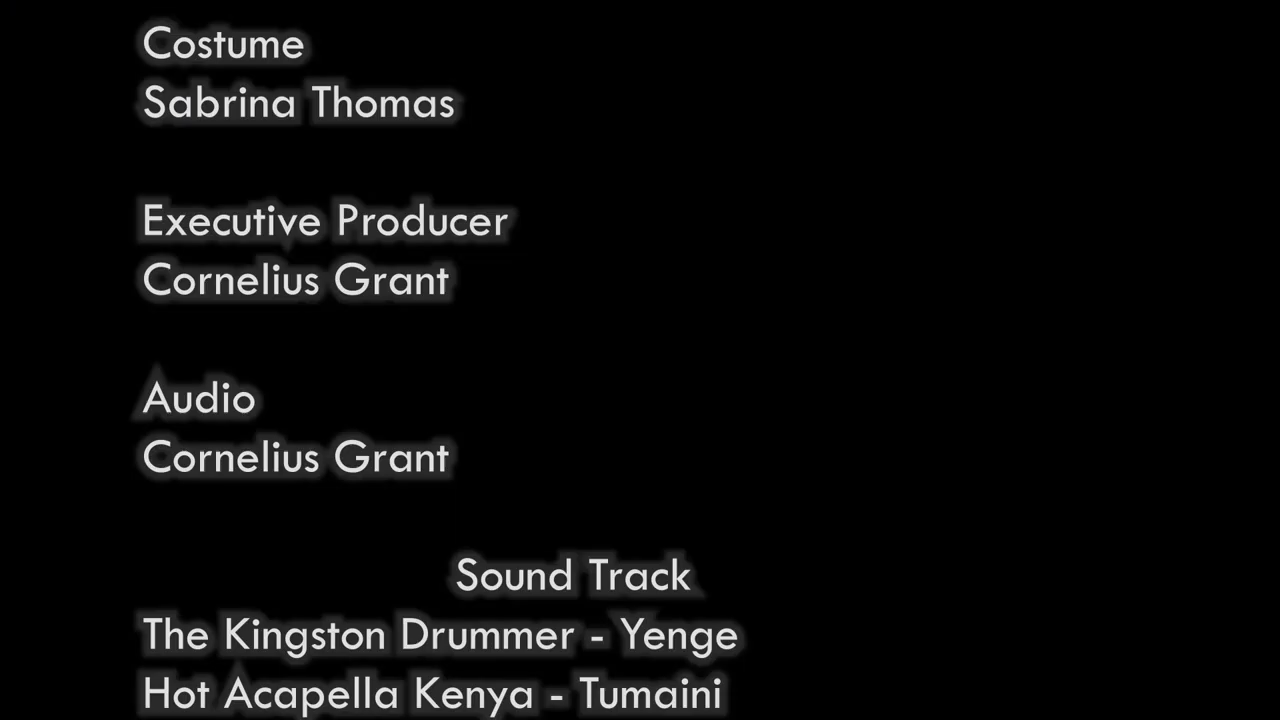 Costume
Sabrina Thomas
Executive Producer
Cornelius Grant
Audio
Cornelius Grant
Sound Track
The Kingston Drummer - Yenge
Hot Acapella Kenya - Tumaini